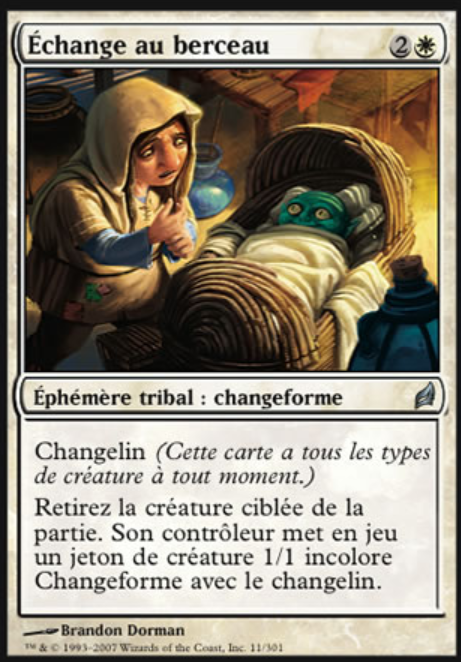 Échange au berceau 2
Éphémère tribal : changeforme
Changelin (Cette carte a tous les types
de créature à tout moment.)
Retirez la créature ciblée de la
partie. Son contrôleur met en jeu
un jeton de créature 1/1 incolore
Changeforme avec le changelin.
Brandon Dorman
™ & © 1993-2007 Wizards of the Coast, Inc. 11/301